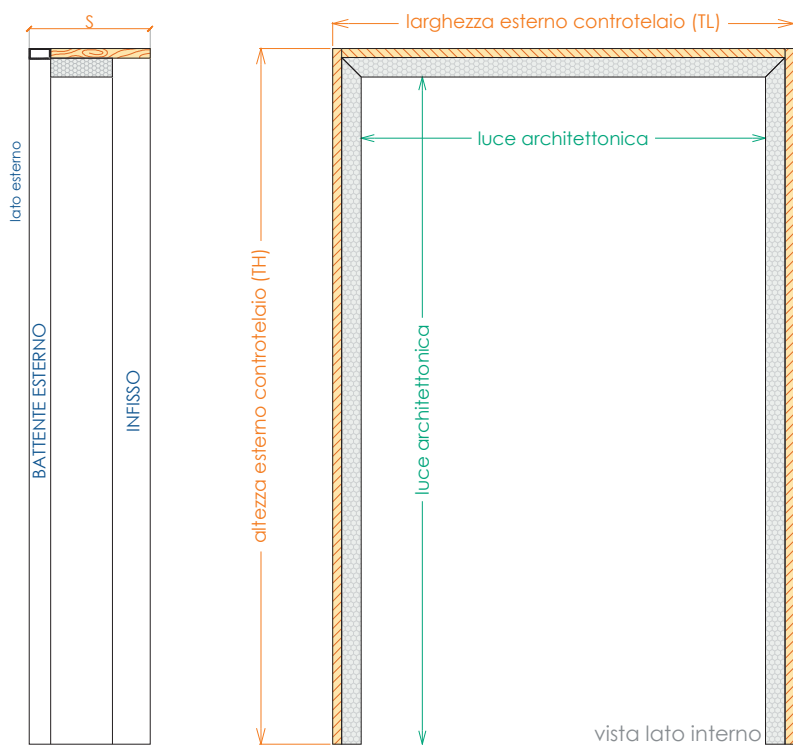 S
larghezza esterno controtelaio (TL)
luce architettonica
lato esterno
BATTENTE ESTERNO
INFISSO
altezza esterno controtelaio (TH)
luce architettonica
vista lato interno